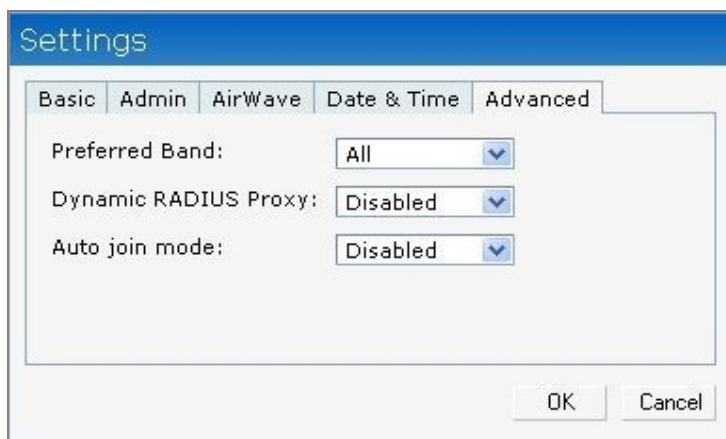 Settings
Basic Admin AirWave Date & Time Advanced
Preferred Band: All
Dynamic RADIUS Proxy: Disabled
Auto join mode: Disabled
OK Cancel